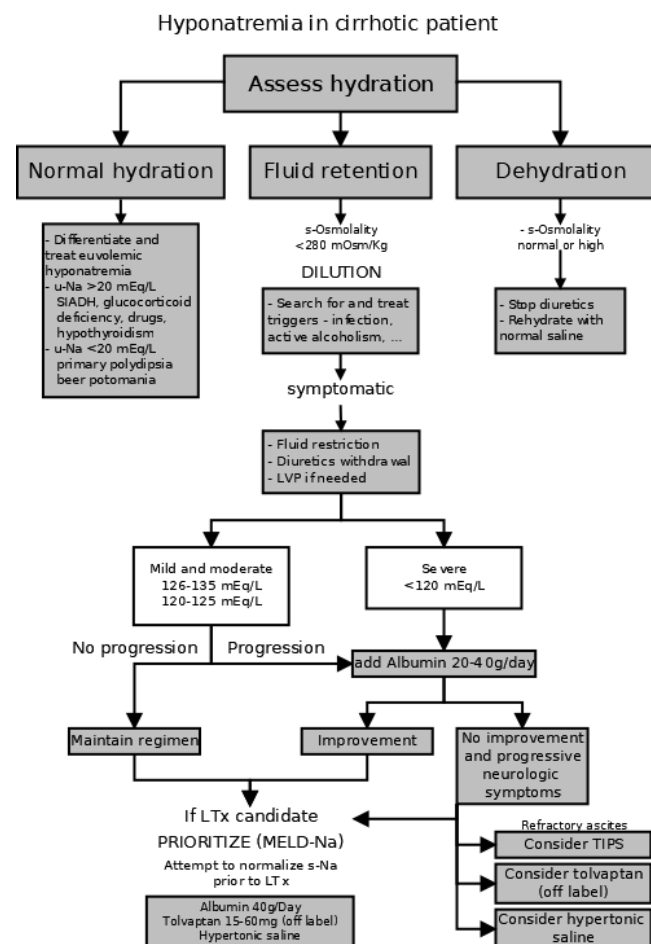 Hyponatremia in cirrhotic patient
Assess hydration
Normal hydration
Fluid retention
Dehydration
- Differentiate and
treat euvolemic
hyponatremia
- u-Na >20 mEq/L
SIADH, glucocorticoid
deficiency, drugs,
hypothyroidism
- u-Na <20 mEq/L
primary polydipsia
beer potomania
s-Osmolality
<280 mOsm/Kg
DILUTION
- Search for and treat
triggers - infection,
active alcoholism, ...
- s-Osmolality
normal or high
- Stop diuretics
- Rehydrate with
normal saline
symptomatic
- Fluid restriction
- Diuretics withdrawal
- LVP if needed
Mild and moderate
126-135 mEq/L
120-125 mEq/L
Severe
<120 mEq/L
No progression
Progression
add Albumin 20-40g/day
Maintain regimen
Improvement
No improvement
and progressive
neurologic
symptoms
If LTx candidate
PRIORITIZE (MELD-Na)
Attempt to normalize s-Na
prior to LTx
Albumin 40g/Day
Tolvaptan 15-60mg (off label)
Hypertonic saline
Refractory ascites
Consider TIPS
Consider tolvaptan
(off label)
Consider hypertonic
saline